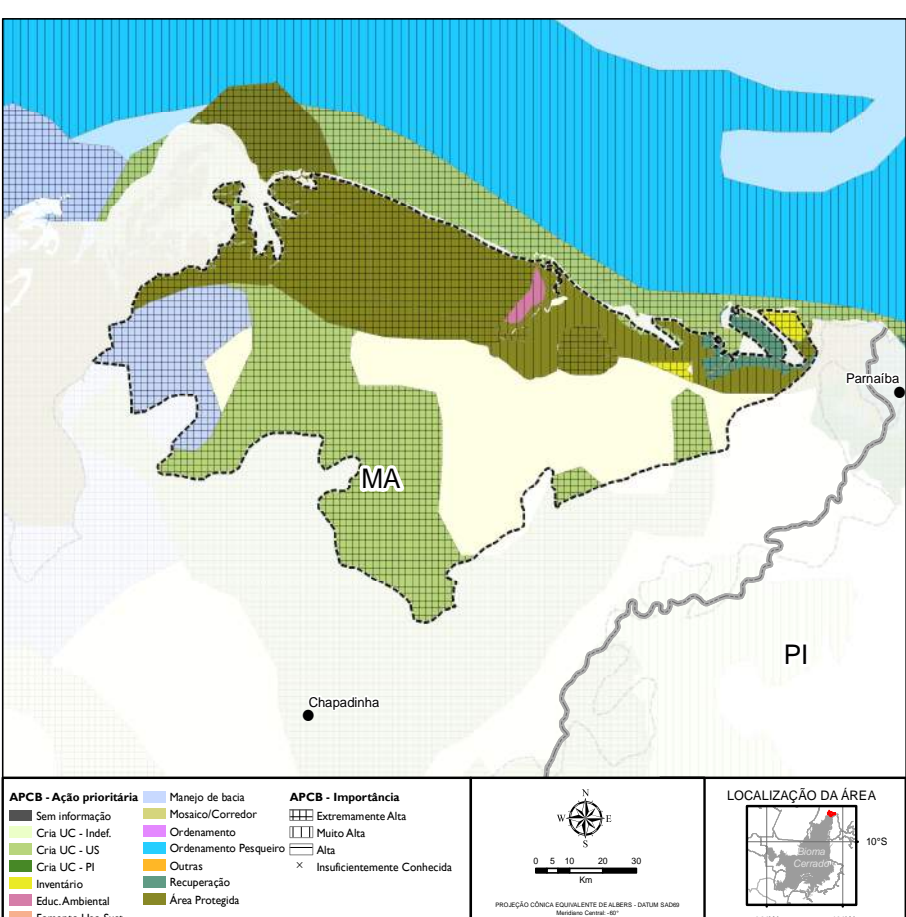 Parnaíba
MA
PI
Chapadinha
APCB - Ação prioritária
Sem informação
Cria UC - Indef.
Cria UC - US
Cria UC - PI
Inventário
Educ. Ambiental
Fomento Uso Sust.
Manejo de bacia
Mosaico/Corredor
Ordenamento
Ordenamento Pesqueiro
Outras
Recuperação
Área Protegida
APCB - Importância
Extremamente Alta
Muito Alta
Alta
× Insuficientemente Conhecida
N
W E
S
0 5 10 20 30
Km
PROJEÇÃO CÔNICA EQUIVALENTE DE ALBERS - DATUM SAD69
Meridiano Central: -60°
LOCALIZAÇÃO DA ÁREA
10°S
Bioma
Cerrado